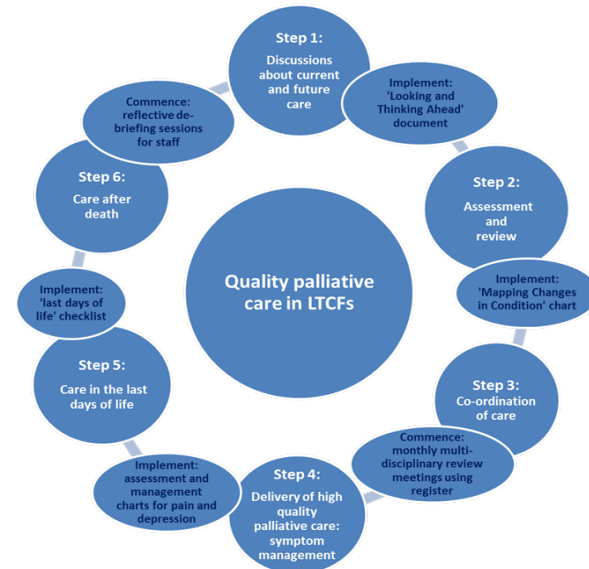 Step 1:
Discussions
about current
and future
care
Implement:
'Looking and
Thinking Ahead'
document
Step 2:
Assessment
and
review
Implement:
'Mapping Changes
in Condition' chart
Step 3:
Co-ordination
of care
Commence:
monthly multi-
disciplinary review
meetings using
register
Step 4:
Delivery of high
quality
palliative care:
symptom
management
Implement:
assessment and
management
charts for pain and
depression
Step 5:
Care in the last
days of life
Implement:
'last days of
life' checklist
Step 6:
Care after
death
Commence:
reflective de-
briefing sessions
for staff
Quality palliative
care in LTCFs